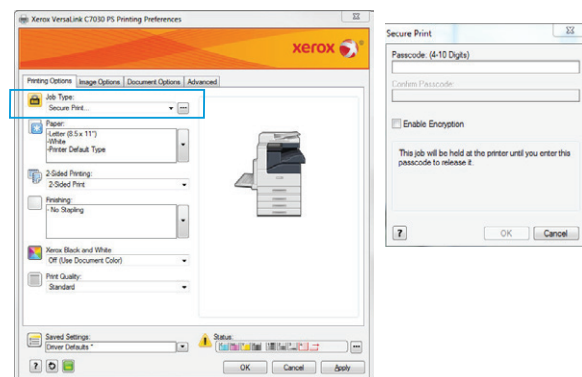 Xerox VersaLink C7030 PS Printing Preferences
xerox
Printing Options Image Options Document Options Advanced
Job Type:
Secure Print...
Paper:
-Letter (8.5 x 11")
-White
-Printer Default Type
2-Sided Printing:
2-Sided Print
Finishing:
- No Stapling
Xerox Black and White
Off (Use Document Color)
Print Quality:
Standard
Saved Settings:
Driver Defaults *
Status:
? OK Cancel Apply
Secure Print
Passcode: (4-10 Digits)
Confirm Passcode:
Enable Encryption
This job will be held at the printer until you enter this
passcode to release it.
? OK Cancel